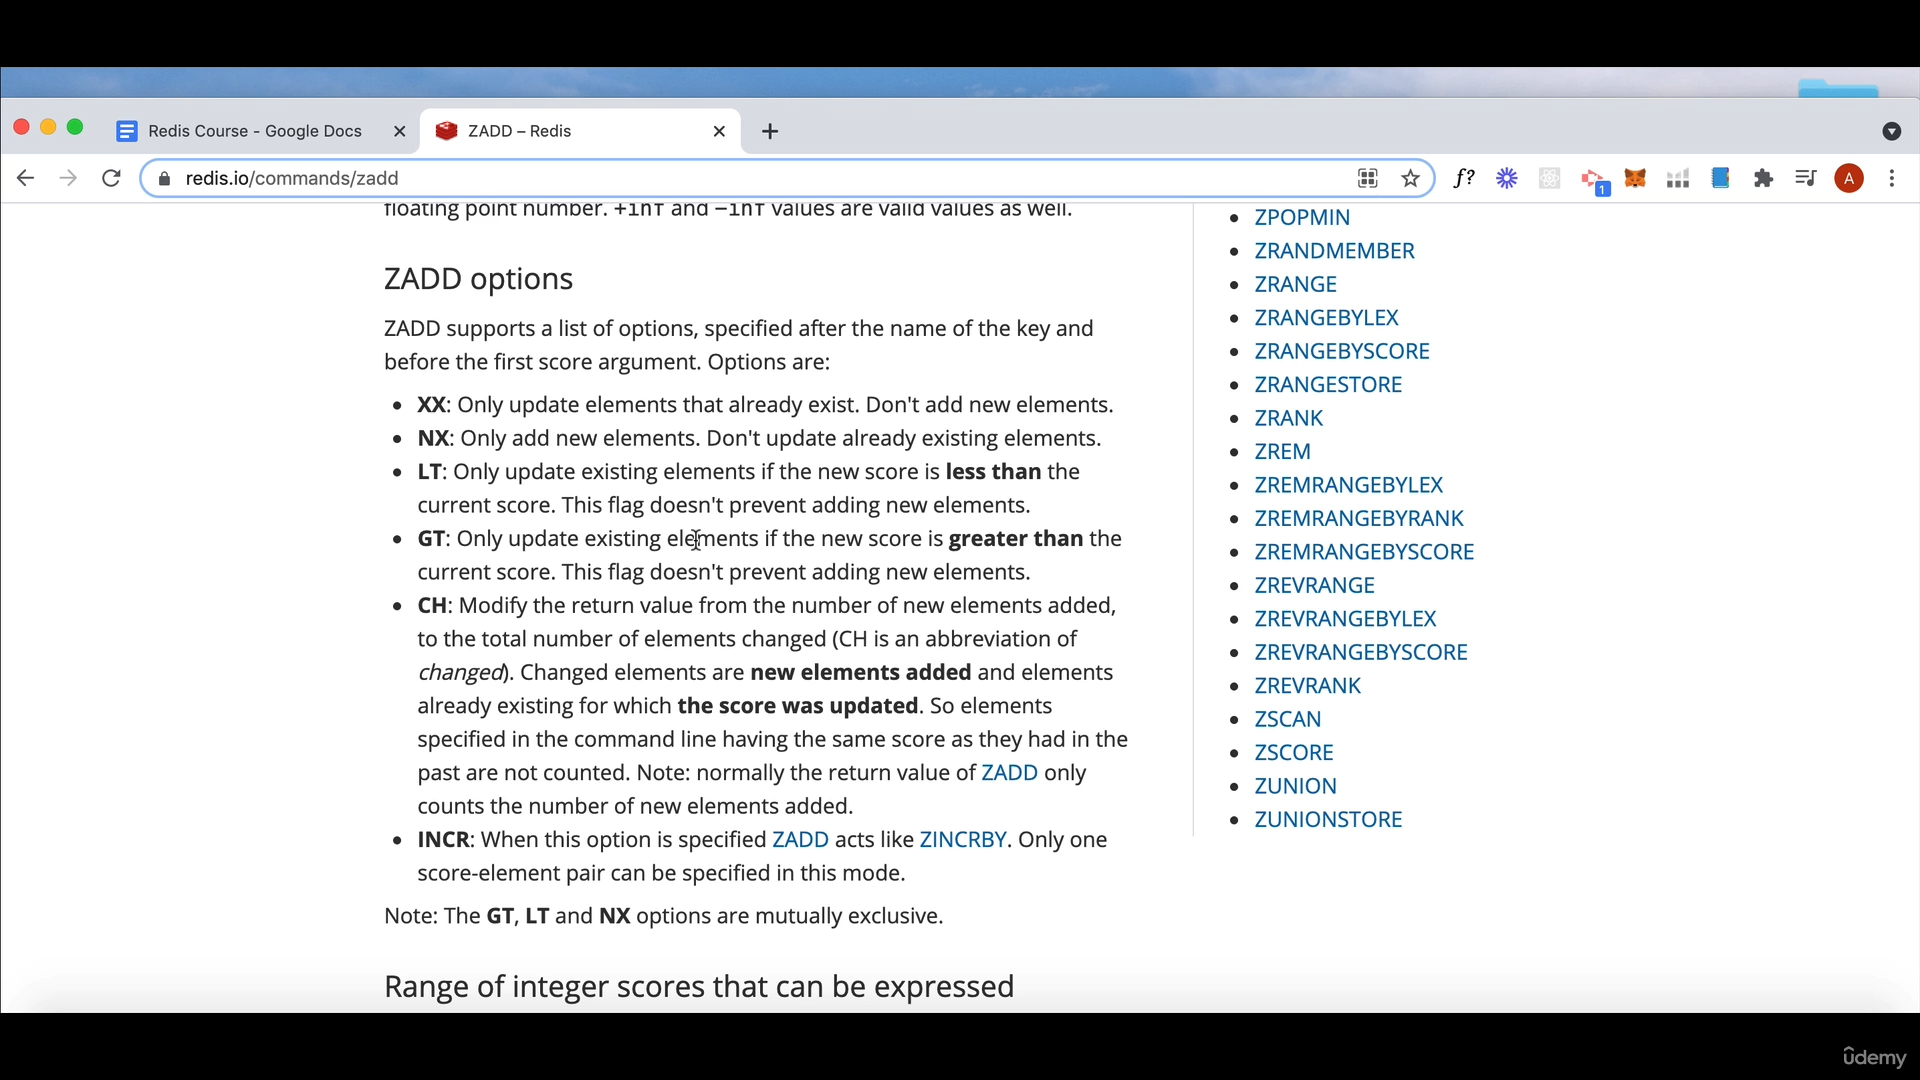 Redis Course - Google Docs
ZADD – Redis
redis.io/commands/zadd
f?
1
A
floating point number. +inf and -inf values are valid values as well.
ZADD options
ZADD supports a list of options, specified after the name of the key and
before the first score argument. Options are:
XX: Only update elements that already exist. Don't add new elements.
NX: Only add new elements. Don't update already existing elements.
LT: Only update existing elements if the new score is less than the
current score. This flag doesn't prevent adding new elements.
GT: Only update existing elements if the new score is greater than the
current score. This flag doesn't prevent adding new elements.
CH: Modify the return value from the number of new elements added,
to the total number of elements changed (CH is an abbreviation of
changed). Changed elements are new elements added and elements
already existing for which the score was updated. So elements
specified in the command line having the same score as they had in the
past are not counted. Note: normally the return value of ZADD only
counts the number of new elements added.
INCR: When this option is specified ZADD acts like ZINCRBY. Only one
score-element pair can be specified in this mode.
Note: The GT, LT and NX options are mutually exclusive.
Range of integer scores that can be expressed
ZPOPMIN
ZRANDMEMBER
ZRANGE
ZRANGEBYLEX
ZRANGEBYSCORE
ZRANGESTORE
ZRANK
ZREM
ZREMRANGEBYLEX
ZREMRANGEBYRANK
ZREMRANGEBYSCORE
ZREVRANGE
ZREVRANGEBYLEX
ZREVRANGEBYSCORE
ZREVRANK
ZSCAN
ZSCORE
ZUNION
ZUNIONSTORE
ûdemy